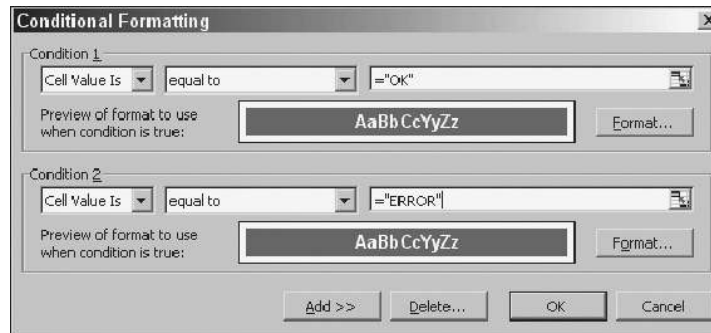 Conditional Formatting
Condition 1
Cell Value Is equal to ="OK"
Preview of format to use
when condition is true:
AaBbCcYyZz
Format...
Condition 2
Cell Value Is equal to ="ERROR"
Preview of format to use
when condition is true:
AaBbCcYyZz
Format...
Add >> Delete... OK Cancel